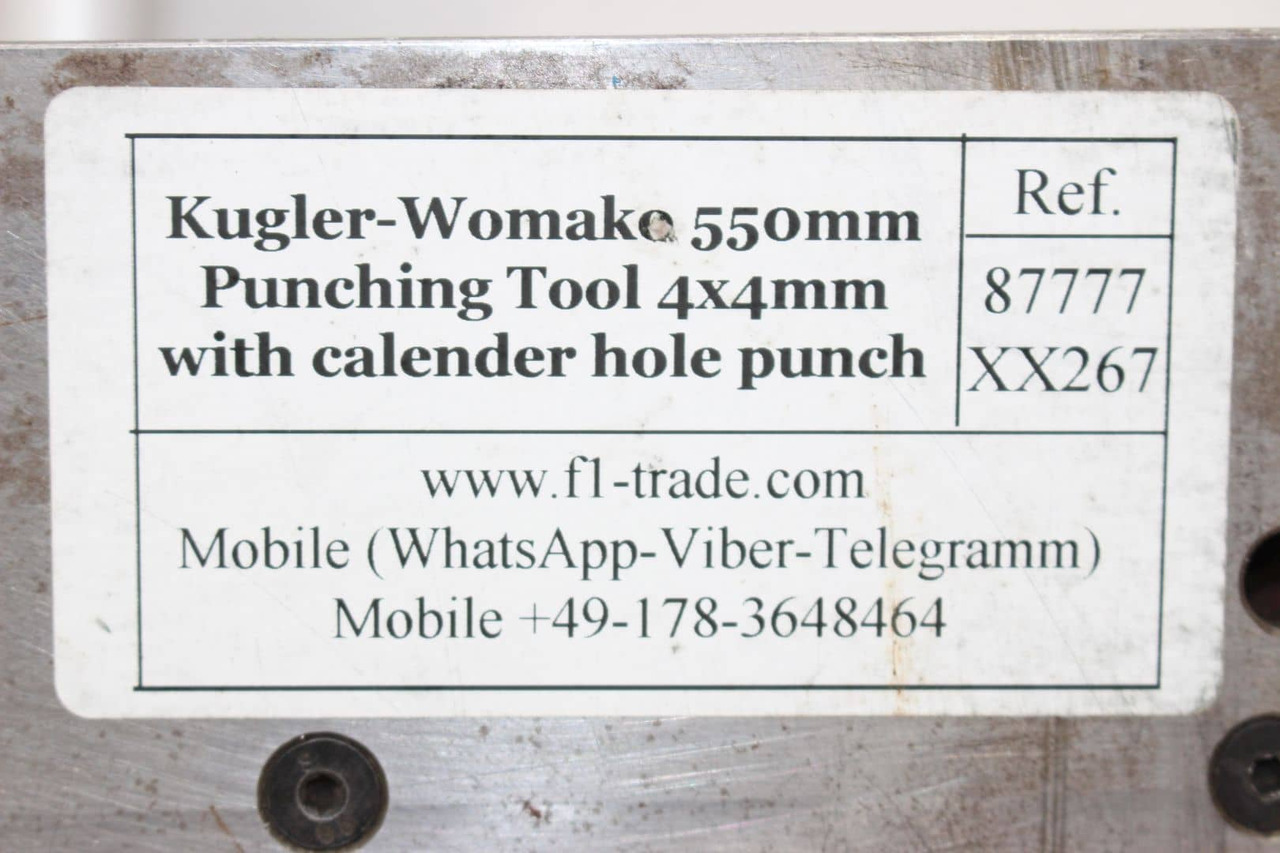 Kugler-Womako 550mm
Punching Tool 4x4mm
with calender hole punch
Ref.
87777
XX267
www.f1-trade.com
Mobile (WhatsApp-Viber-Telegramm)
Mobile +49-178-3648464